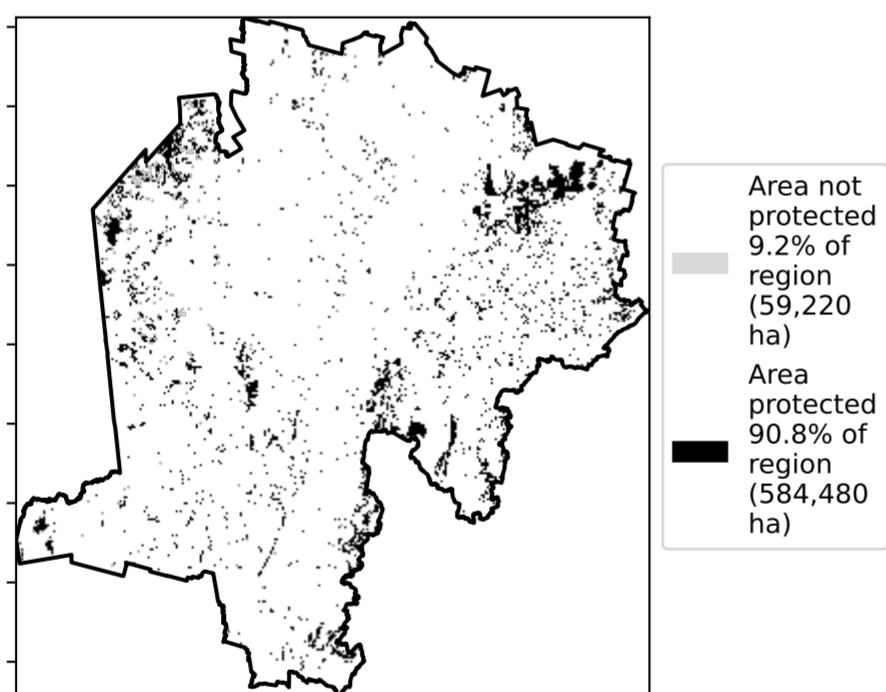 Area not
protected
9.2% of
region
(59,220
ha)
Area
protected
90.8% of
region
(584,480
ha)